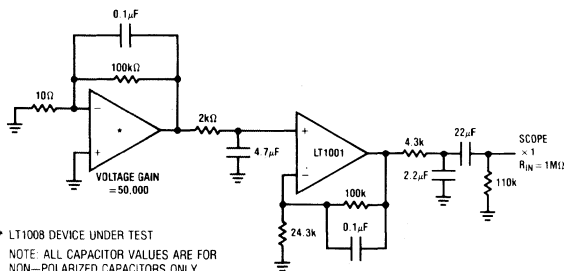 0.1µF
100kΩ
10Ω
−
*
+
VOLTAGE GAIN
= 50,000
2kΩ
4.7µF
+
LT1001
−
4.3k
22µF
SCOPE
× 1
RIN = 1MΩ
2.2µF
110k
100k
0.1µF
24.3k
* LT1008 DEVICE UNDER TEST
NOTE: ALL CAPACITOR VALUES ARE FOR
NON–POLARIZED CAPACITORS ONLY